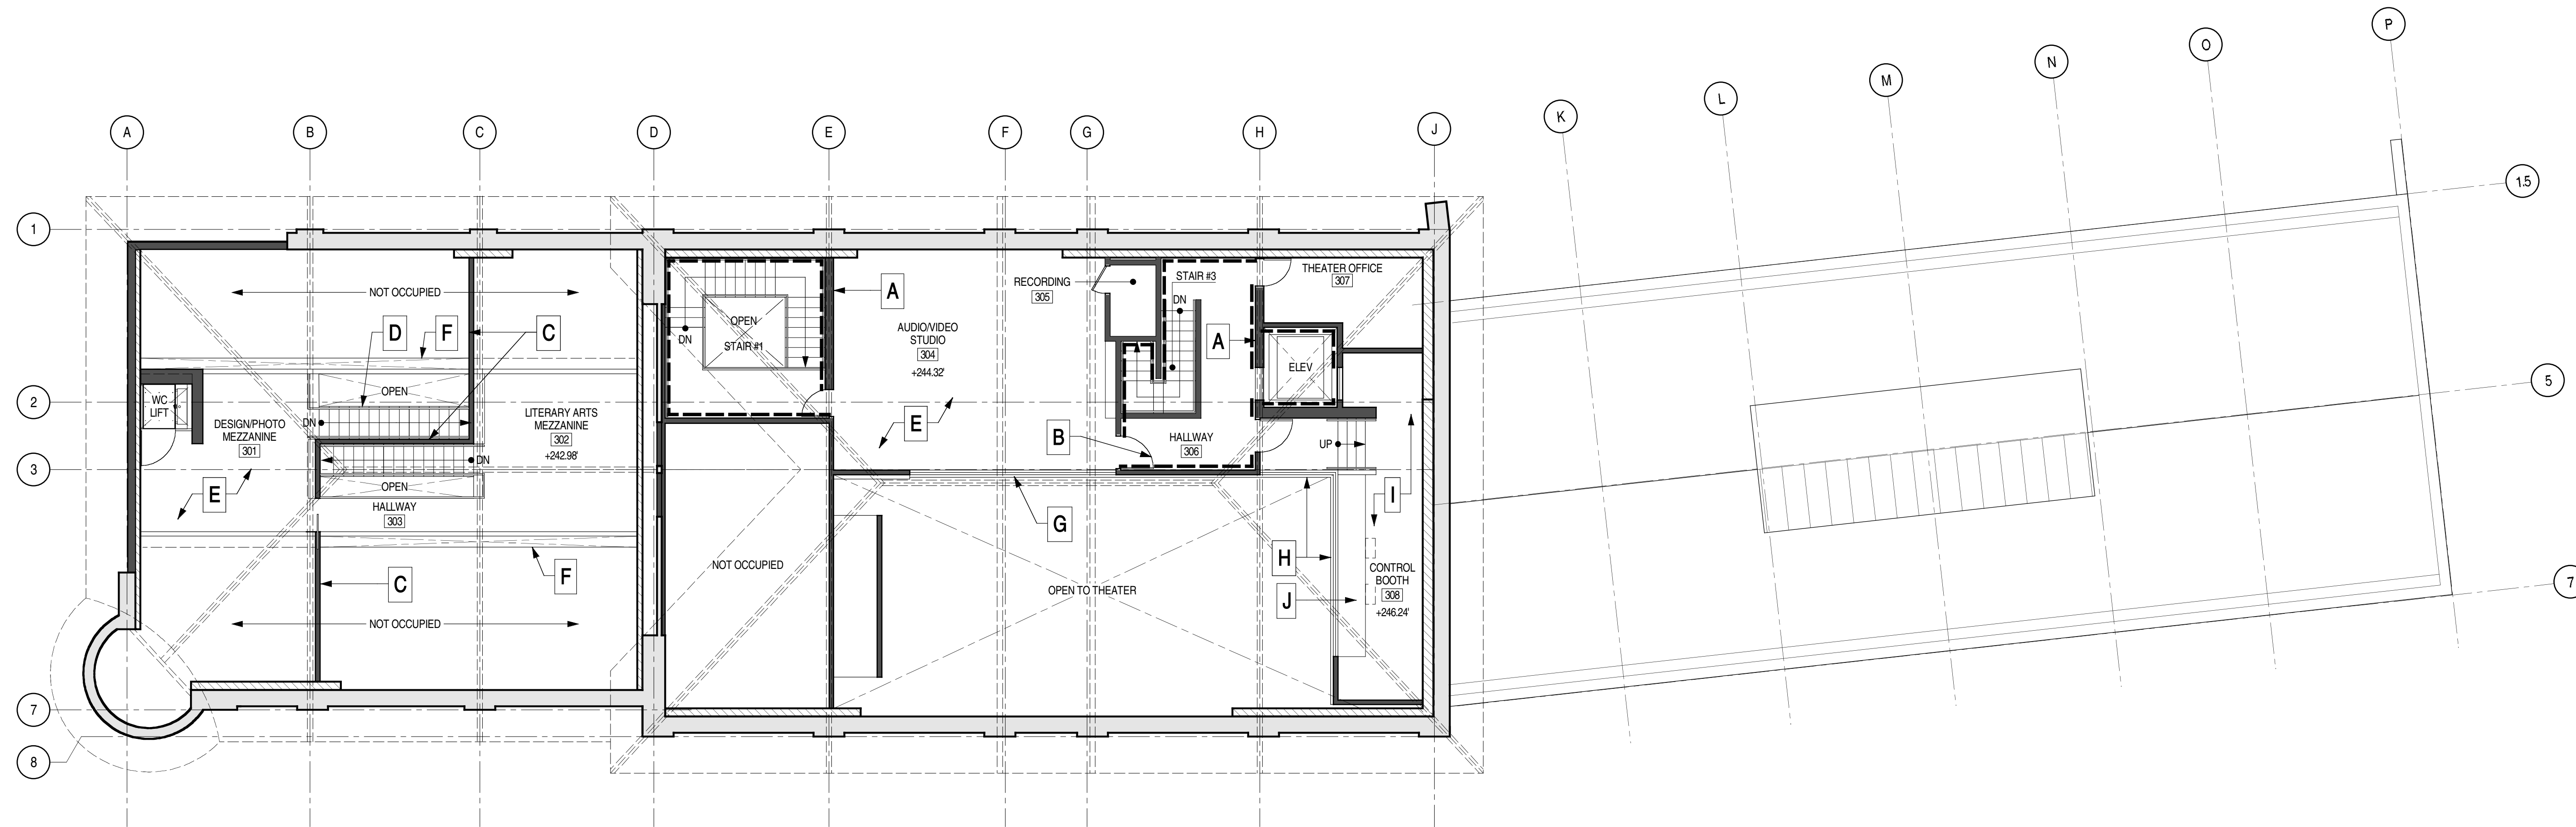 P
O
N
M
L
K
A
B
C
D
E
F
G
H
J
1.5
1
NOT OCCUPIED
A
RECORDING
305
STAIR #3
THEATER OFFICE
307
DN
OPEN
STAIR #1
DN
AUDIO/VIDEO
STUDIO
304
+244.32'
A
D
F
C
ELEV
5
2
WC
LIFT
OPEN
DN
DESIGN/PHOTO
MEZZANINE
301
LITERARY ARTS
MEZZANINE
302
+242.98'
E
B
HALLWAY
306
UP
3
DN
OPEN
E
HALLWAY
303
I
G
H
NOT OCCUPIED
F
C
OPEN TO THEATER
CONTROL
BOOTH
308
+246.24'
J
7
NOT OCCUPIED
7
8